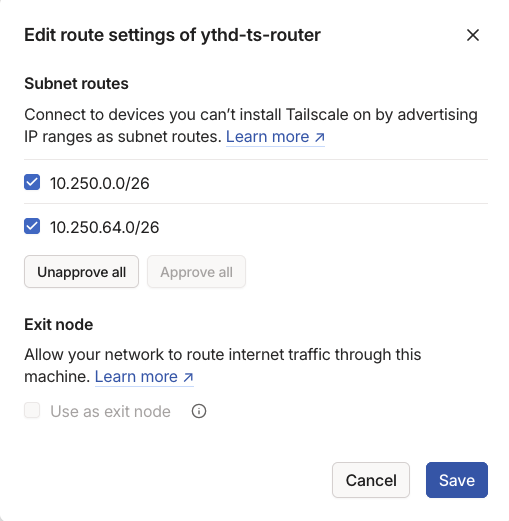 Edit route settings of ythd-ts-router
Subnet routes
Connect to devices you can’t install Tailscale on by advertising
IP ranges as subnet routes. Learn more ↗
10.250.0.0/26
10.250.64.0/26
Unapprove all
Approve all
Exit node
Allow your network to route internet traffic through this
machine. Learn more ↗
Use as exit node
Cancel
Save